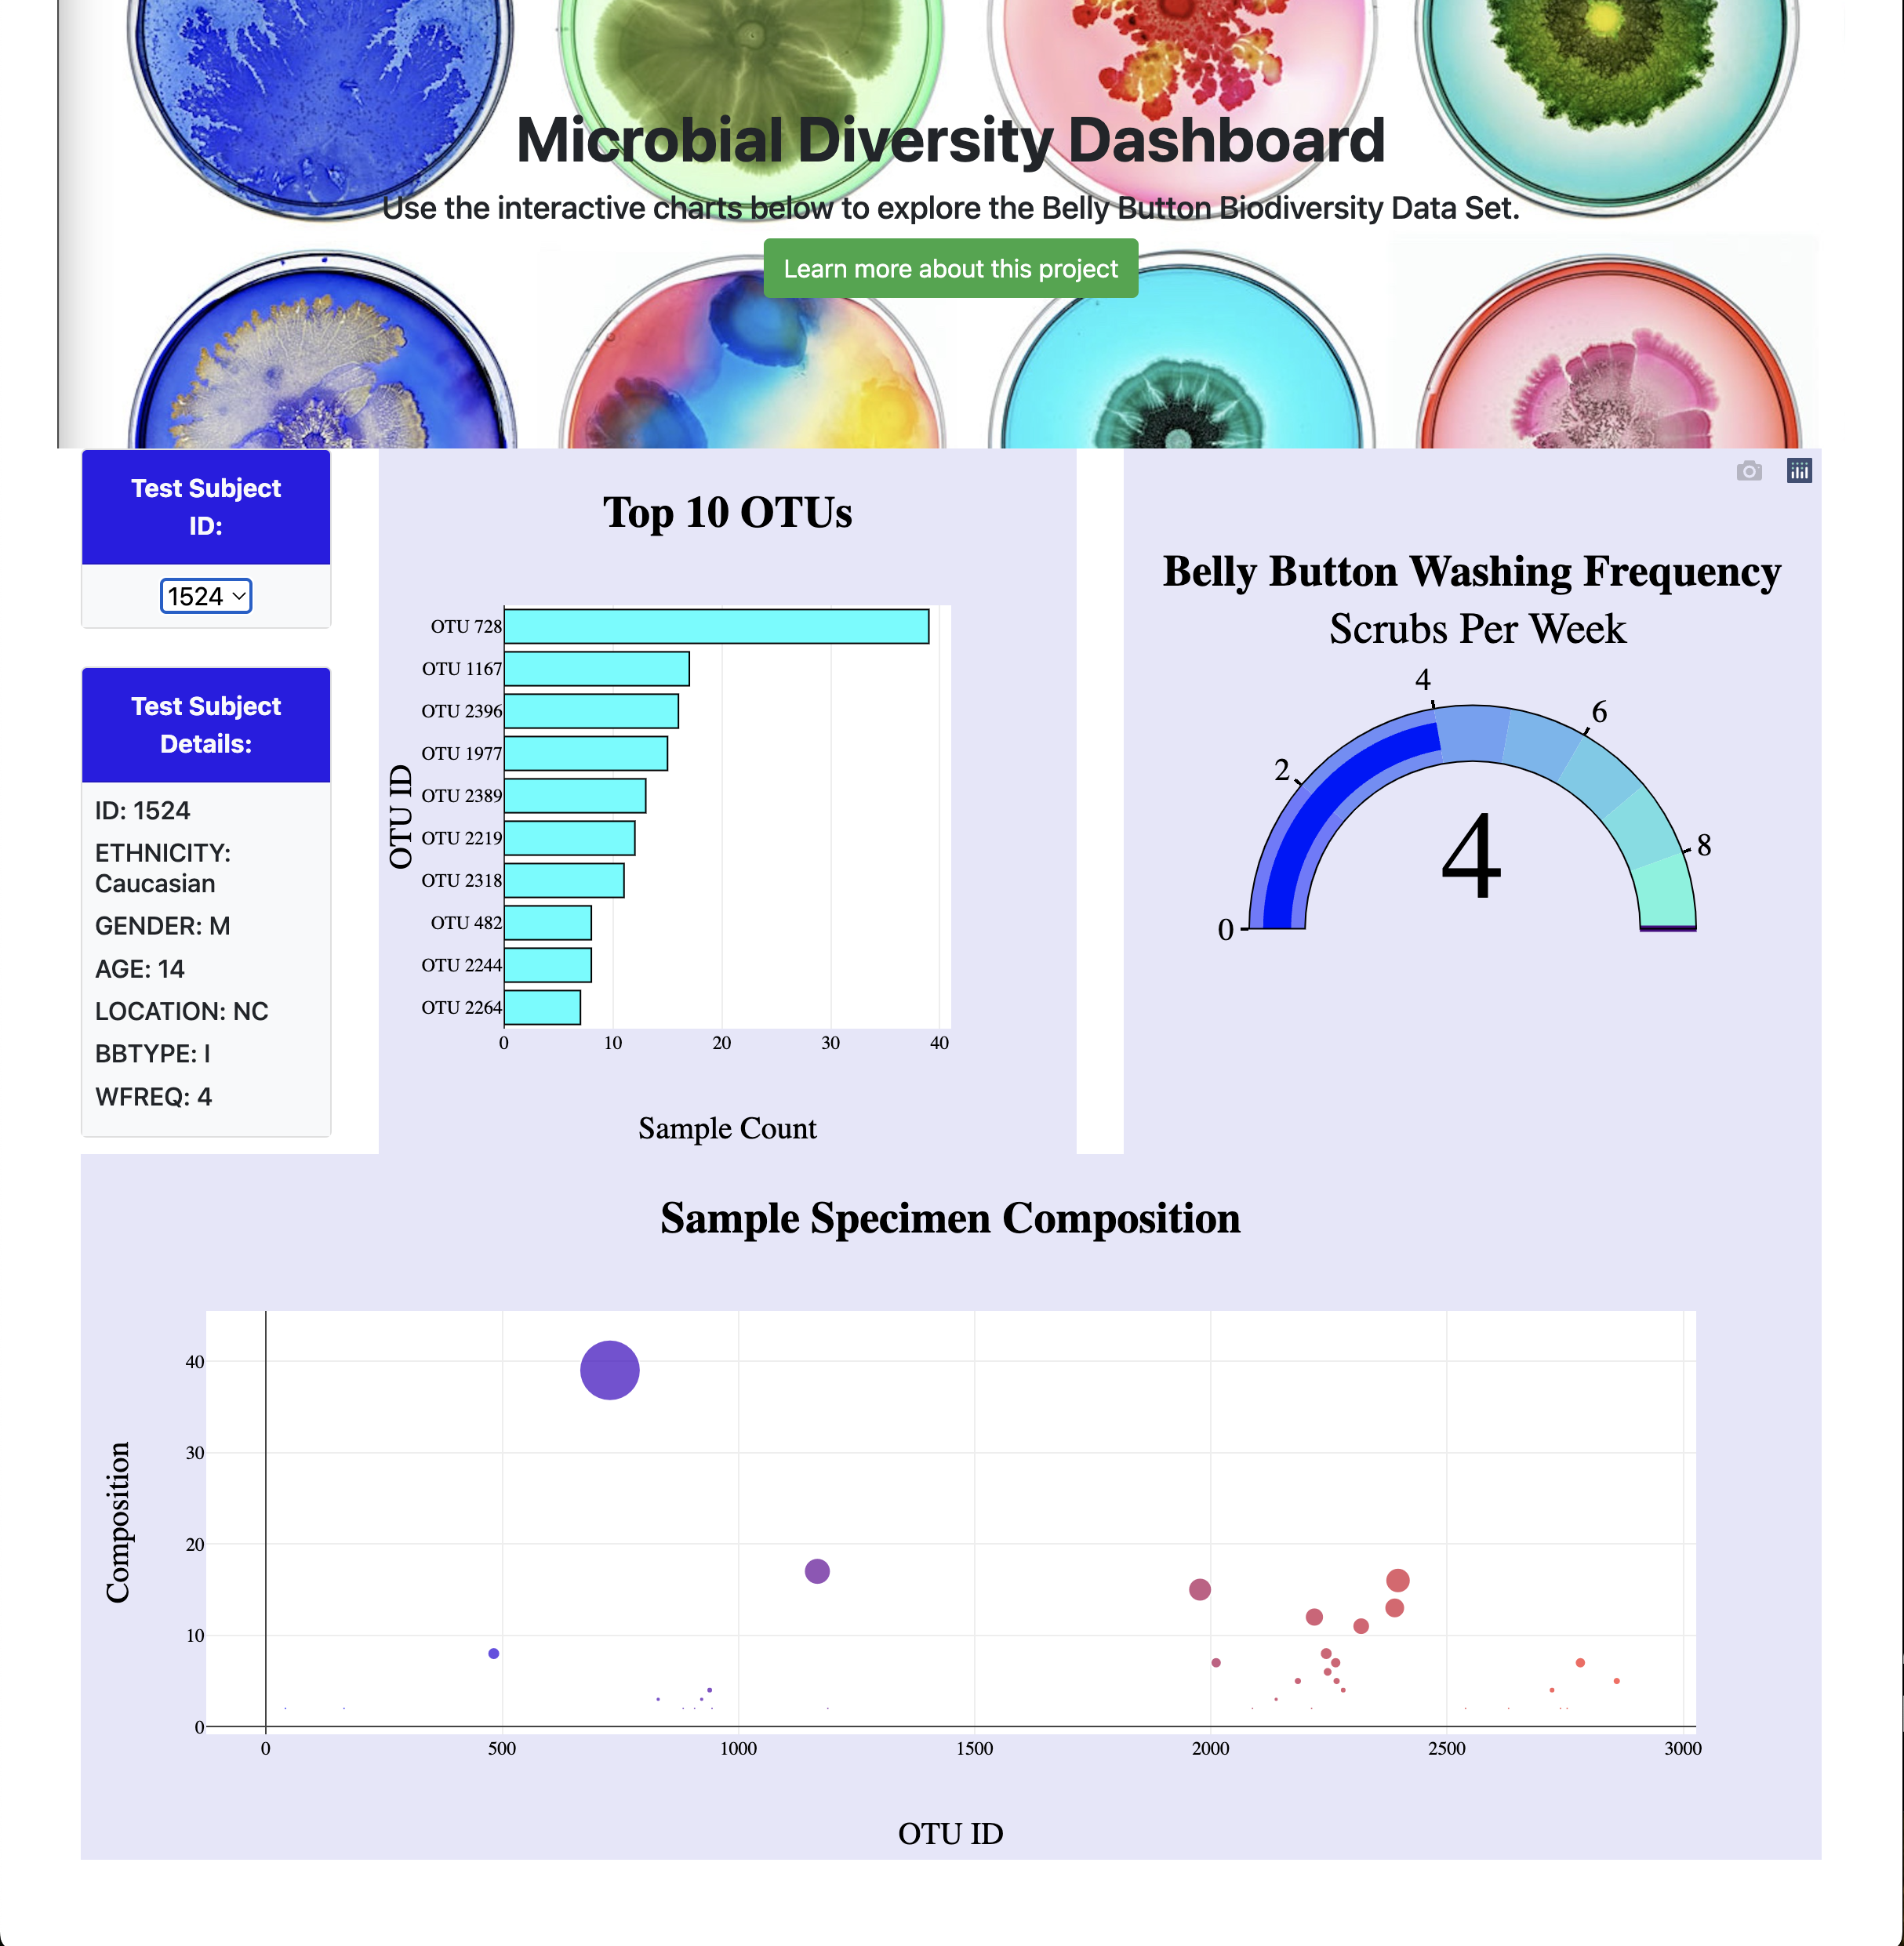 Microbial Diversity Dashboard
Use the interactive charts below to explore the Belly Button Biodiversity Data Set.
Learn more about this project
Test Subject
ID:
1524
Test Subject
Details:
ID: 1524
ETHNICITY:
Caucasian
GENDER: M
AGE: 14
LOCATION: NC
BBTYPE: I
WFREQ: 4
Top 10 OTUs
OTU ID
OTU 728
OTU 1167
OTU 2396
OTU 1977
OTU 2389
OTU 2219
OTU 2318
OTU 482
OTU 2244
OTU 2264
0 10 20 30 40
Sample Count
Belly Button Washing Frequency
Scrubs Per Week
0
2
4
6
8
4
Sample Specimen Composition
Composition
40
30
20
10
0
0 500 1000 1500 2000 2500 3000
OTU ID